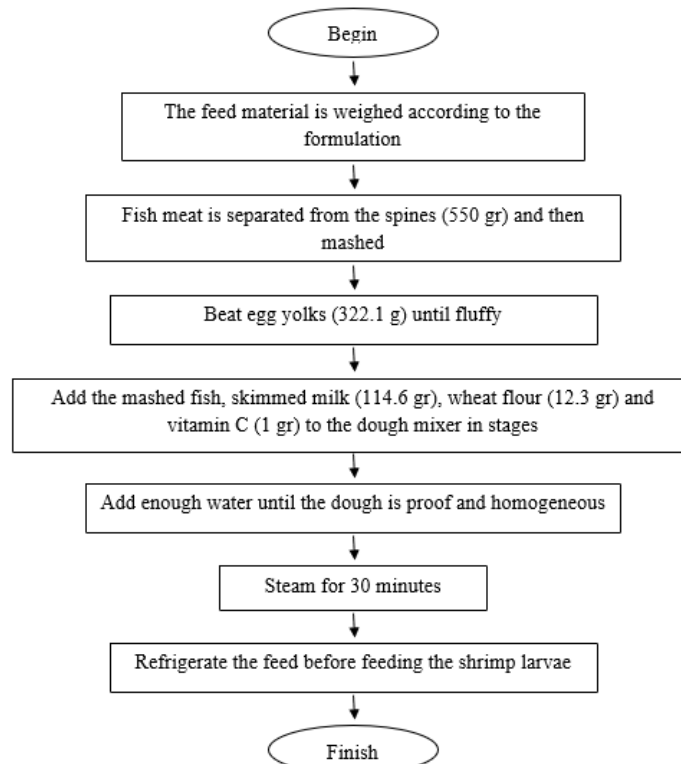 Begin
The feed material is weighed according to the
formulation
Fish meat is separated from the spines (550 gr) and then
mashed
Beat egg yolks (322.1 g) until fluffy
Add the mashed fish, skimmed milk (114.6 gr), wheat flour (12.3 gr) and
vitamin C (1 gr) to the dough mixer in stages
Add enough water until the dough is proof and homogeneous
Steam for 30 minutes
Refrigerate the feed before feeding the shrimp larvae
Finish